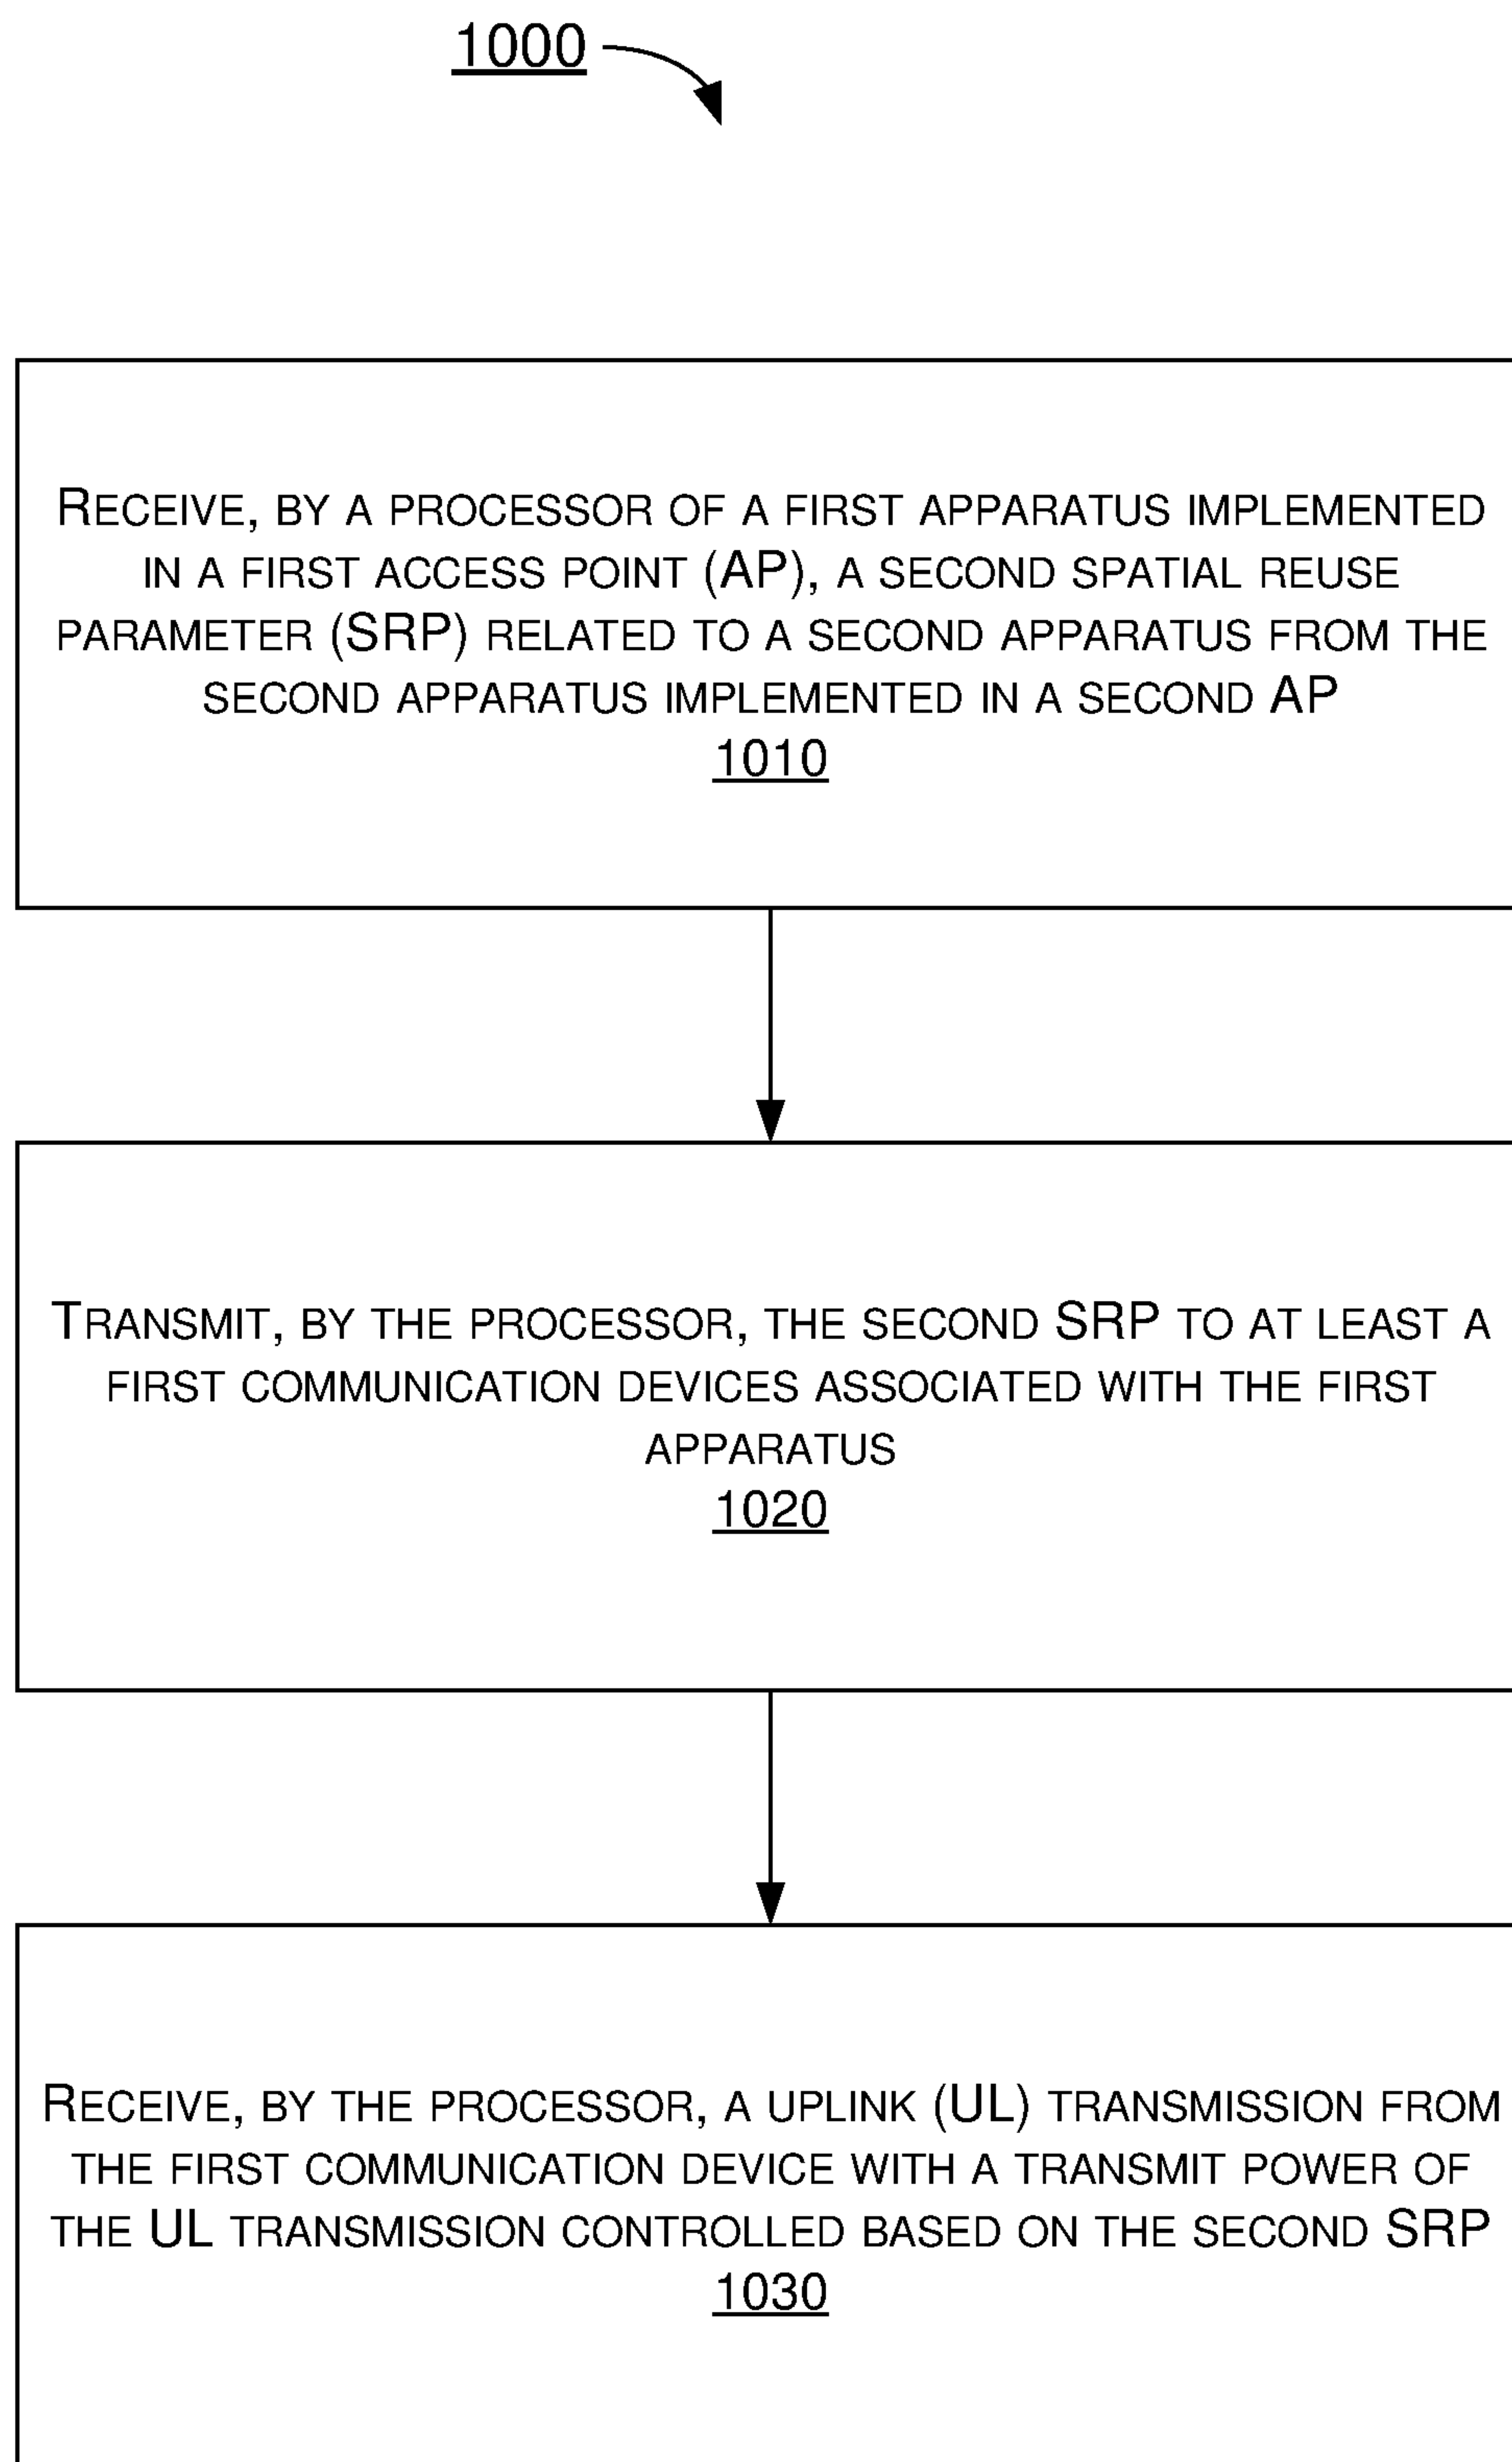 1000
RECEIVE, BY A PROCESSOR OF A FIRST APPARATUS IMPLEMENTED
IN A FIRST ACCESS POINT (AP), A SECOND SPATIAL REUSE
PARAMETER (SRP) RELATED TO A SECOND APPARATUS FROM THE
SECOND APPARATUS IMPLEMENTED IN A SECOND AP
1010
TRANSMIT, BY THE PROCESSOR, THE SECOND SRP TO AT LEAST A
FIRST COMMUNICATION DEVICES ASSOCIATED WITH THE FIRST
APPARATUS
1020
RECEIVE, BY THE PROCESSOR, A UPLINK (UL) TRANSMISSION FROM
THE FIRST COMMUNICATION DEVICE WITH A TRANSMIT POWER OF
THE UL TRANSMISSION CONTROLLED BASED ON THE SECOND SRP
1030